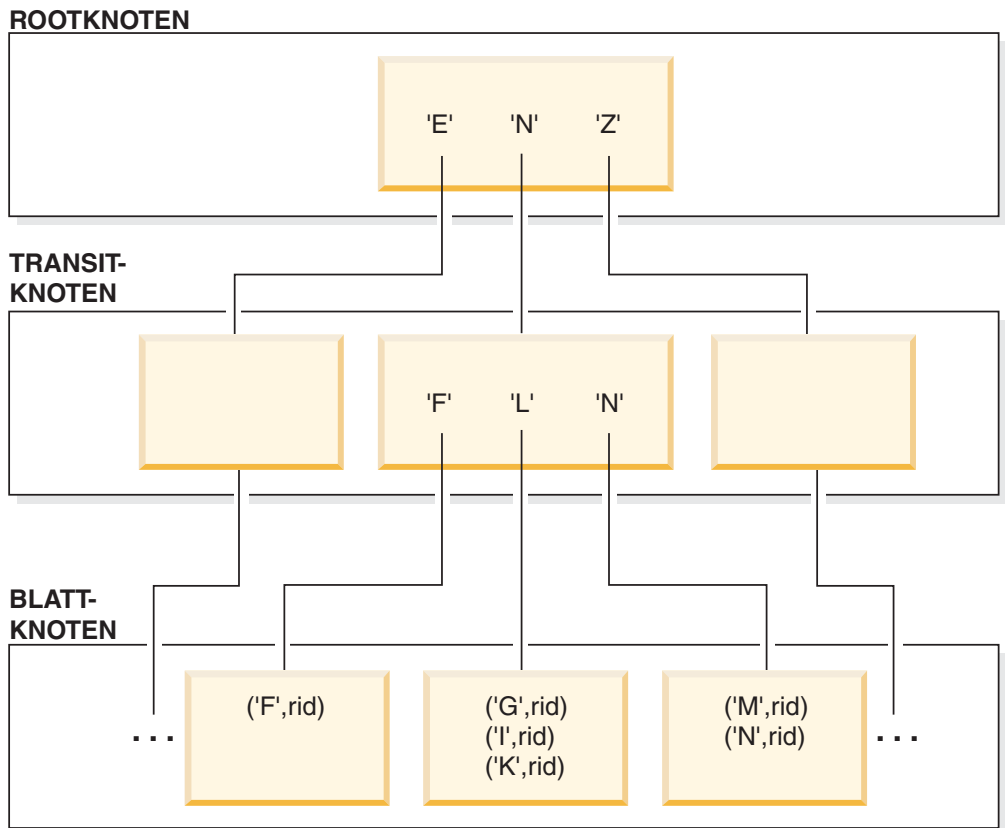 ROOTKNOTEN
'E' 'N' 'Z'
TRANSIT-
KNOTEN
'F' 'L' 'N'
BLATT-
KNOTEN
('F',rid)
. . .
('G',rid)
('I',rid)
('K',rid)
('M',rid)
('N',rid)
. . .